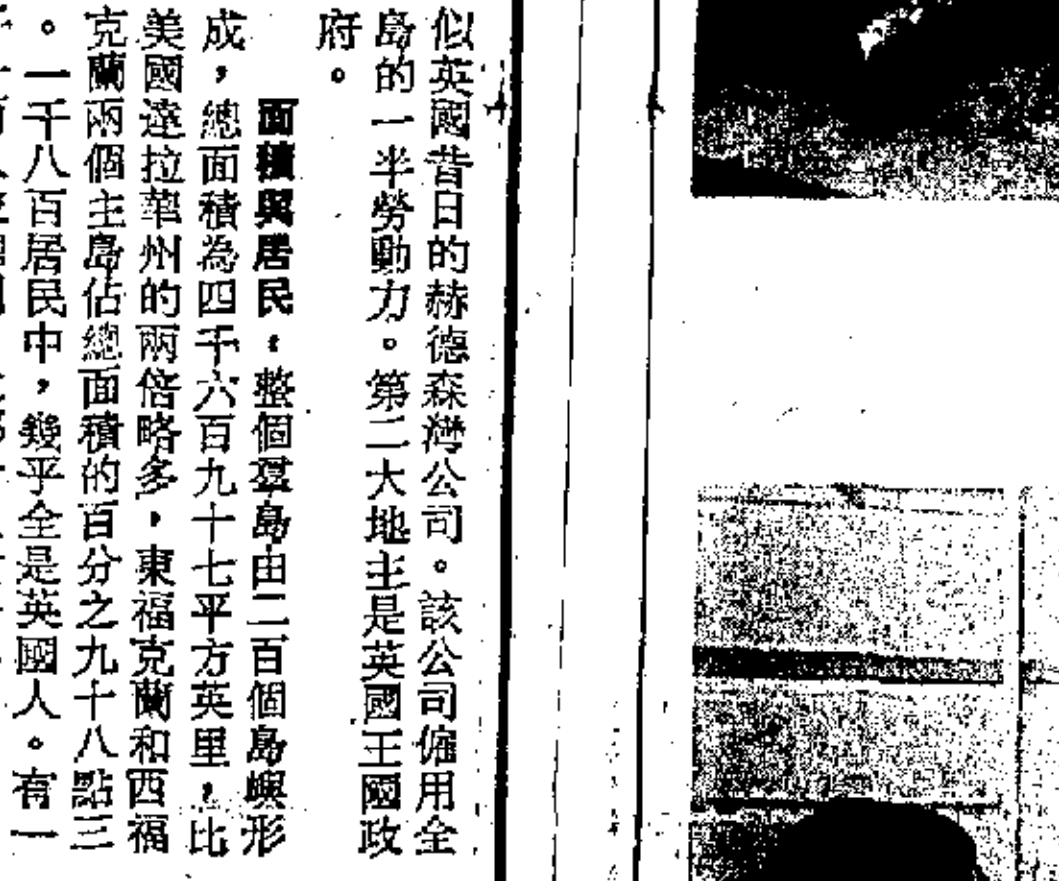 似英國昔日的赫德森灣公司。該公司僱用全
島的一半勞動力。第二大地主是英國王國政
府。
面積與居民。整個羣島由二百個島嶼形
成，總面積為四千六百九十七平方英里，比
美國達拉華州的兩倍略多，東福克蘭和西福
克蘭兩個主島佔總面積的百分之九十八點三
。一千八百居民中，幾乎全是英國人。有一